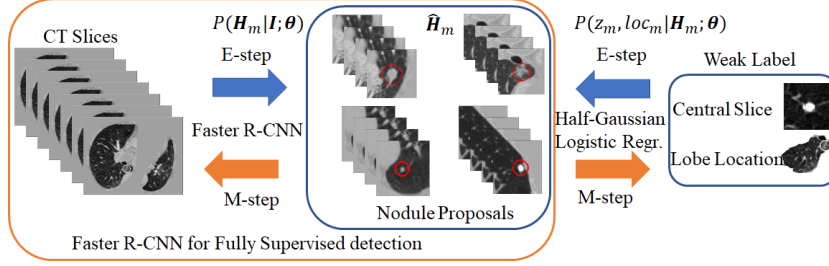 CT Slices
P(H_m|I;θ)
E-step
Faster R-CNN
M-step
Ĥ_m
Nodule Proposals
Faster R-CNN for Fully Supervised detection
P(z_m, loc_m|H_m;θ)
E-step
Half-Gaussian
Logistic Regr.
M-step
Weak Label
Central Slice
Lobe Location